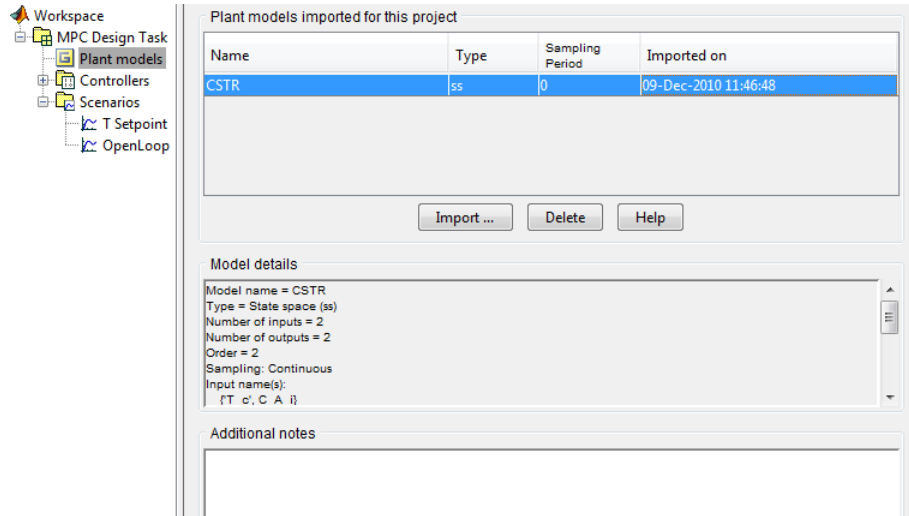 Workspace
MPC Design Task
Plant models
Controllers
Scenarios
T Setpoint
OpenLoop
Plant models imported for this project
Name Type Sampling Period Imported on
CSTR ss 0 09-Dec-2010 11:46:48
Import ... Delete Help
Model details
Model name = CSTR
Type = State space (ss)
Number of inputs = 2
Number of outputs = 2
Order = 2
Sampling: Continuous
Input name(s):
{'T_c', C_A_i}
Additional notes